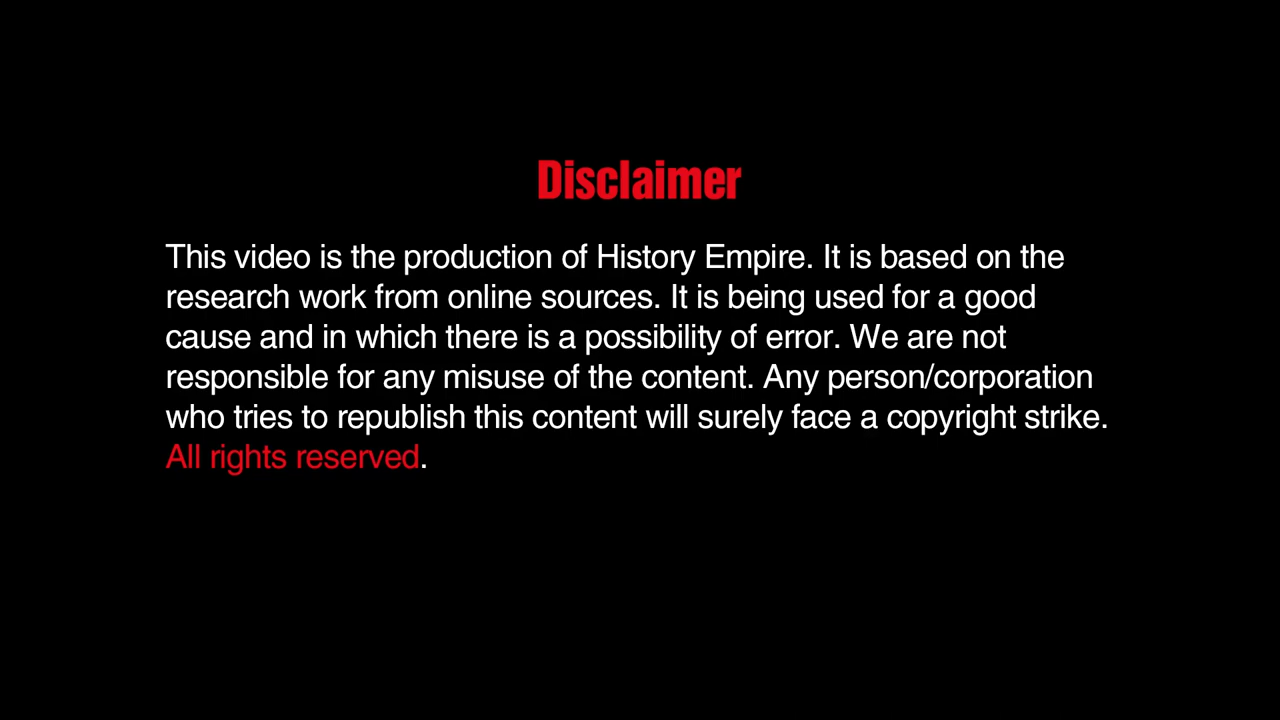 Disclaimer
This video is the production of History Empire. It is based on the
research work from online sources. It is being used for a good
cause and in which there is a possibility of error. We are not
responsible for any misuse of the content. Any person/corporation
who tries to republish this content will surely face a copyright strike.
All rights reserved.